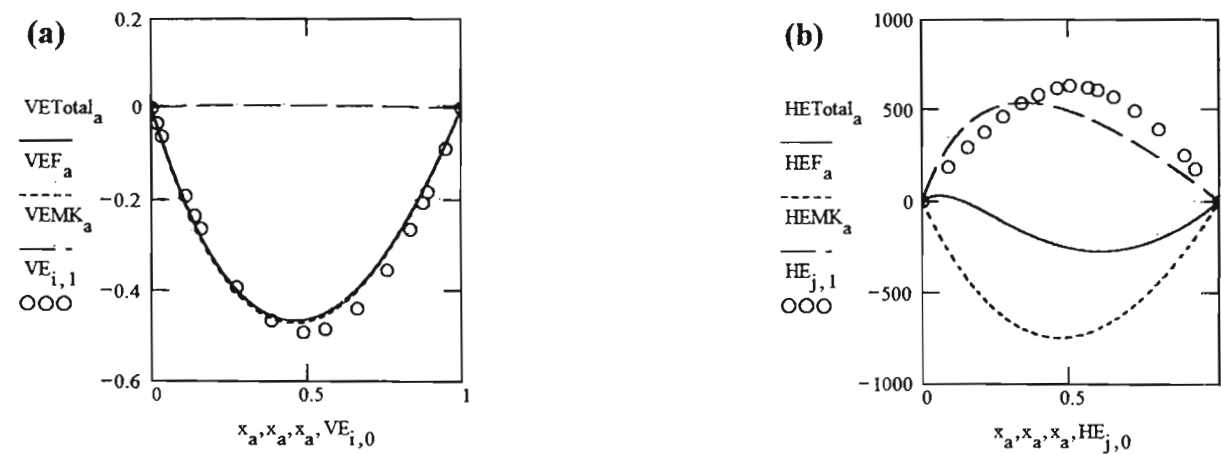 (a)
0.2
VETotal_a
0
VEF_a
−0.2
VEMK_a
VE_i,1
−0.4
−0.6
0
0.5
1
x_a, x_a, x_a, VE_i,0
(b)
1000
HETotal_a
500
HEF_a
0
HEMK_a
HE_j,1
−500
−1000
0
0.5
x_a, x_a, x_a, HE_j,0